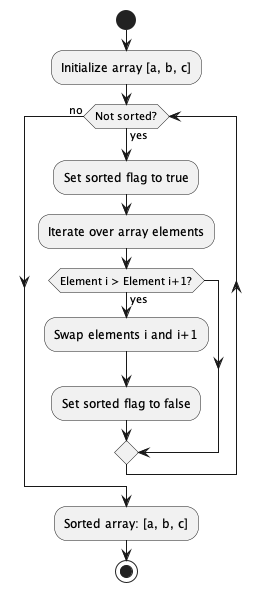 Initialize array [a, b, c]
no
Not sorted?
yes
Set sorted flag to true
Iterate over array elements
Element i > Element i+1?
yes
Swap elements i and i+1
Set sorted flag to false
Sorted array: [a, b, c]